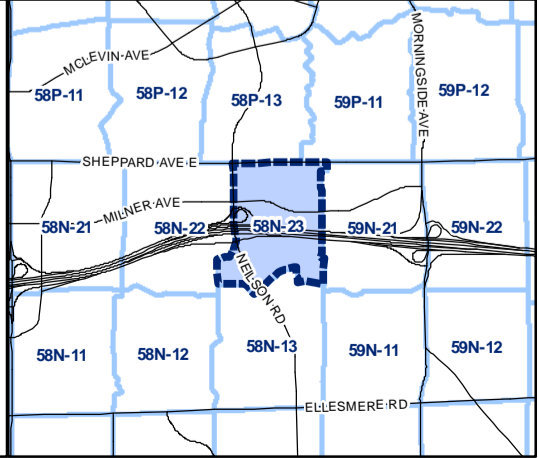 MCLEVIN AVE
MORNINGSIDE AVE
58P-11
58P-12
58P-13
59P-11
59P-12
SHEPPARD AVE E
MILNER AVE
58N-21
58N-22
58N-23
59N-21
59N-22
NEILSON RD
58N-11
58N-12
58N-13
59N-11
59N-12
ELLESMERE RD